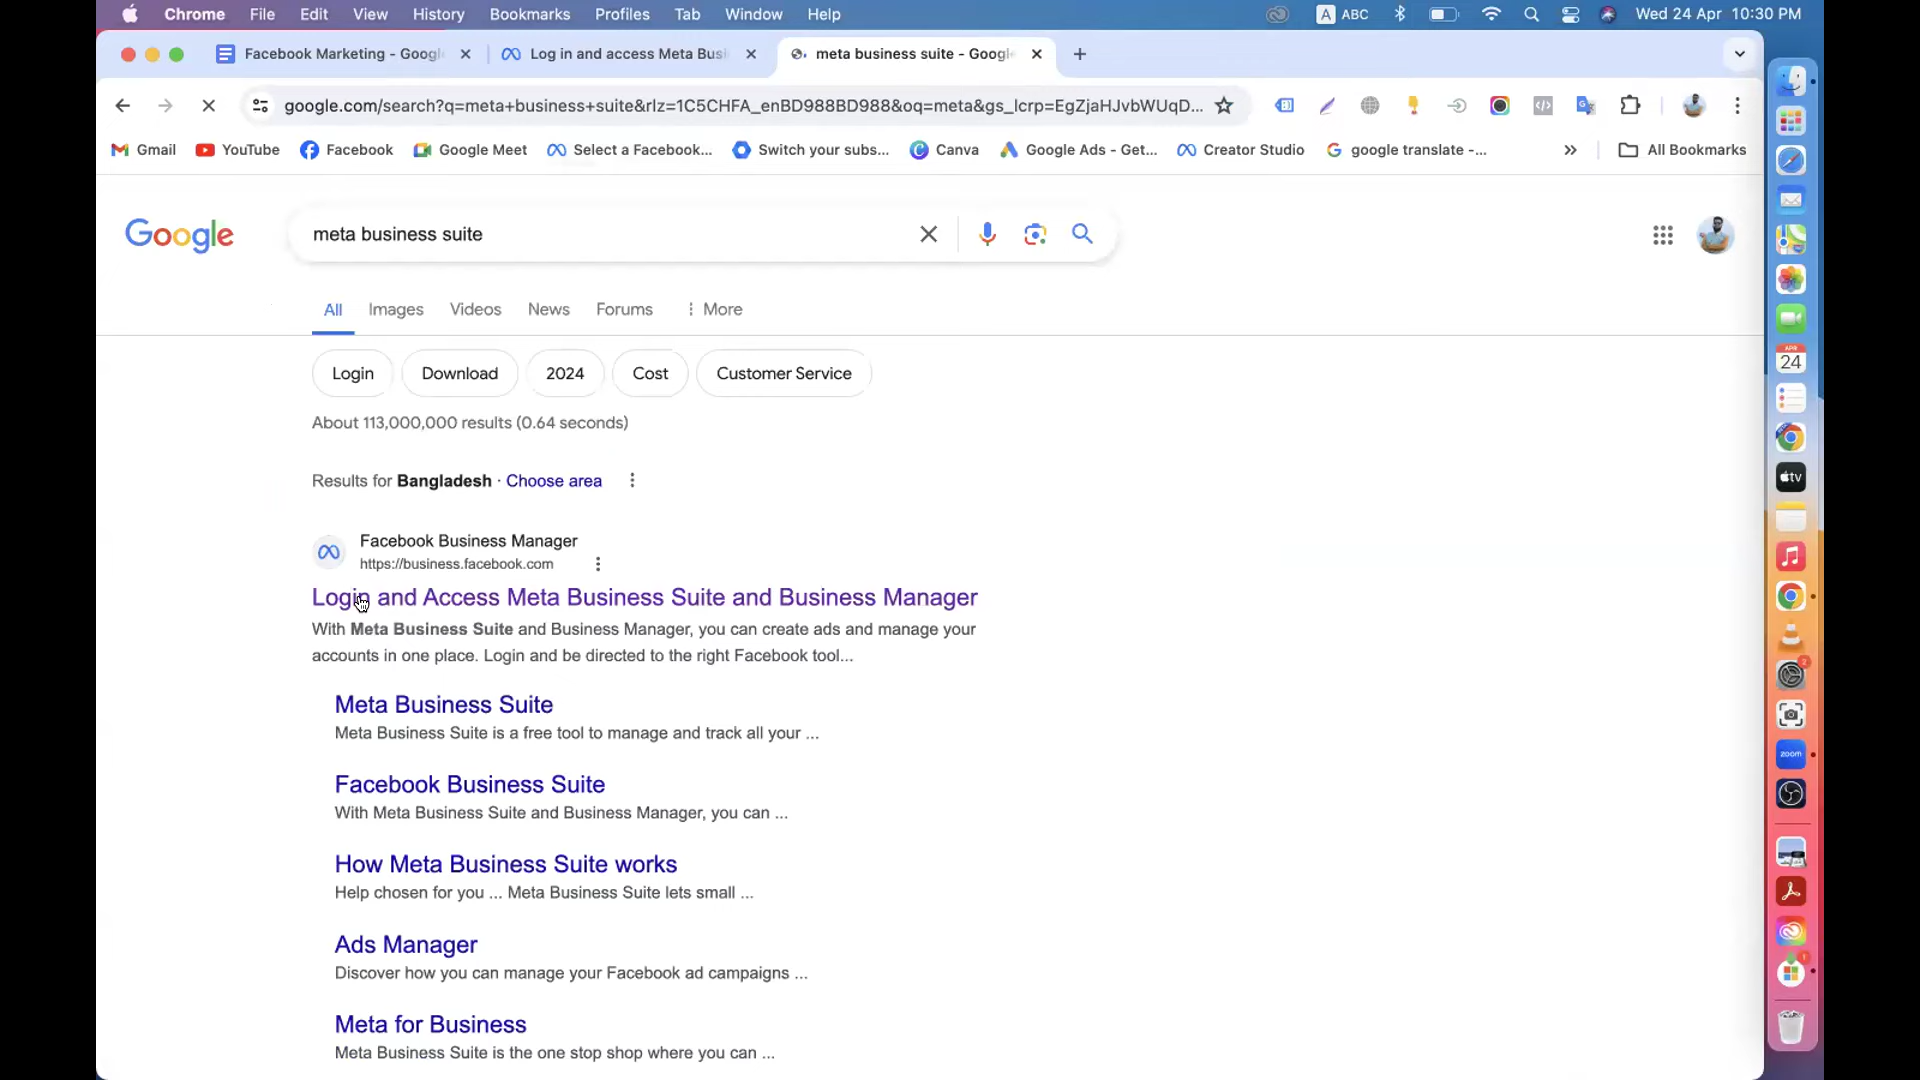 Chrome File Edit View History Bookmarks Profiles Tab Window Help A ABC Wed 24 Apr 10:30 PM
Facebook Marketing - Googl Log in and access Meta Busi meta business suite - Googl
google.com/search?q=meta+business+suite&rlz=1C5CHFA_enBD988BD988&oq=meta&gs_lcrp=EgZjaHJvbWUqD...
Gmail YouTube Facebook Google Meet Select a Facebook... Switch your subs... Canva Google Ads - Get... Creator Studio google translate -... » All Bookmarks
Google meta business suite
All Images Videos News Forums More
Login Download 2024 Cost Customer Service
About 113,000,000 results (0.64 seconds)
Results for Bangladesh · Choose area
Facebook Business Manager
https://business.facebook.com
Login and Access Meta Business Suite and Business Manager
With Meta Business Suite and Business Manager, you can create ads and manage your
accounts in one place. Login and be directed to the right Facebook tool...
Meta Business Suite
Meta Business Suite is a free tool to manage and track all your ...
Facebook Business Suite
With Meta Business Suite and Business Manager, you can ...
How Meta Business Suite works
Help chosen for you ... Meta Business Suite lets small ...
Ads Manager
Discover how you can manage your Facebook ad campaigns ...
Meta for Business
Meta Business Suite is the one stop shop where you can ...
APR
24
tv
2
zoom